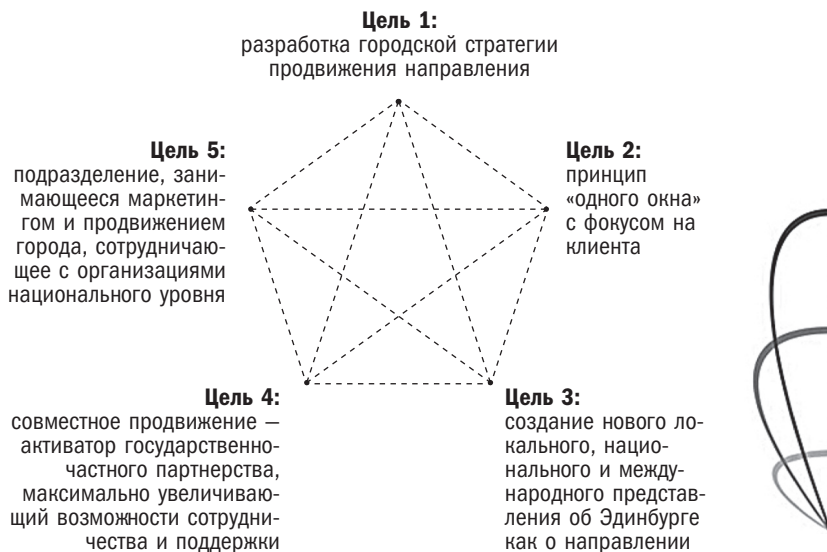 Цель 1:
разработка городской стратегии
продвижения направления
Цель 5:
подразделение, зани-
мающееся маркетин-
гом и продвижением
города, сотрудничаю-
щее с организациями
национального уровня
Цель 2:
принцип
«одного окна»
с фокусом на
клиента
Цель 4:
совместное продвижение —
активатор государственно-
частного партнерства,
максимально увеличиваю-
щий возможности сотрудни-
чества и поддержки
Цель 3:
создание нового ло-
кального, нацио-
нального и между-
народного представ-
ления об Эдинбурге
как о направлении